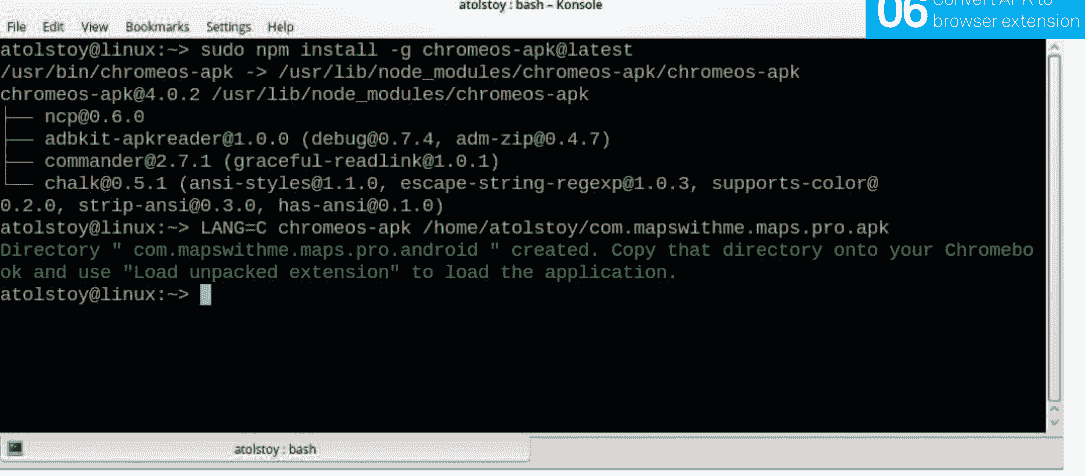 atolstoy : bash – Konsole
06 Convert APK to
browser extension
File Edit View Bookmarks Settings Help
atolstoy@linux:~> sudo npm install -g chromeos-apk@latest
/usr/bin/chromeos-apk -> /usr/lib/node_modules/chromeos-apk/chromeos-apk
chromeos-apk@4.0.2 /usr/lib/node_modules/chromeos-apk
├── ncp@0.6.0
├── adbkit-apkreader@1.0.0 (debug@0.7.4, adm-zip@0.4.7)
├── commander@2.7.1 (graceful-readlink@1.0.1)
└── chalk@0.5.1 (ansi-styles@1.1.0, escape-string-regexp@1.0.3, supports-color@
0.2.0, strip-ansi@0.3.0, has-ansi@0.1.0)
atolstoy@linux:~> LANG=C chromeos-apk /home/atolstoy/com.mapswithme.maps.pro.apk
Directory " com.mapswithme.maps.pro.android " created. Copy that directory onto your Chromebo
ok and use "Load unpacked extension" to load the application.
atolstoy@linux:~>
atolstoy : bash